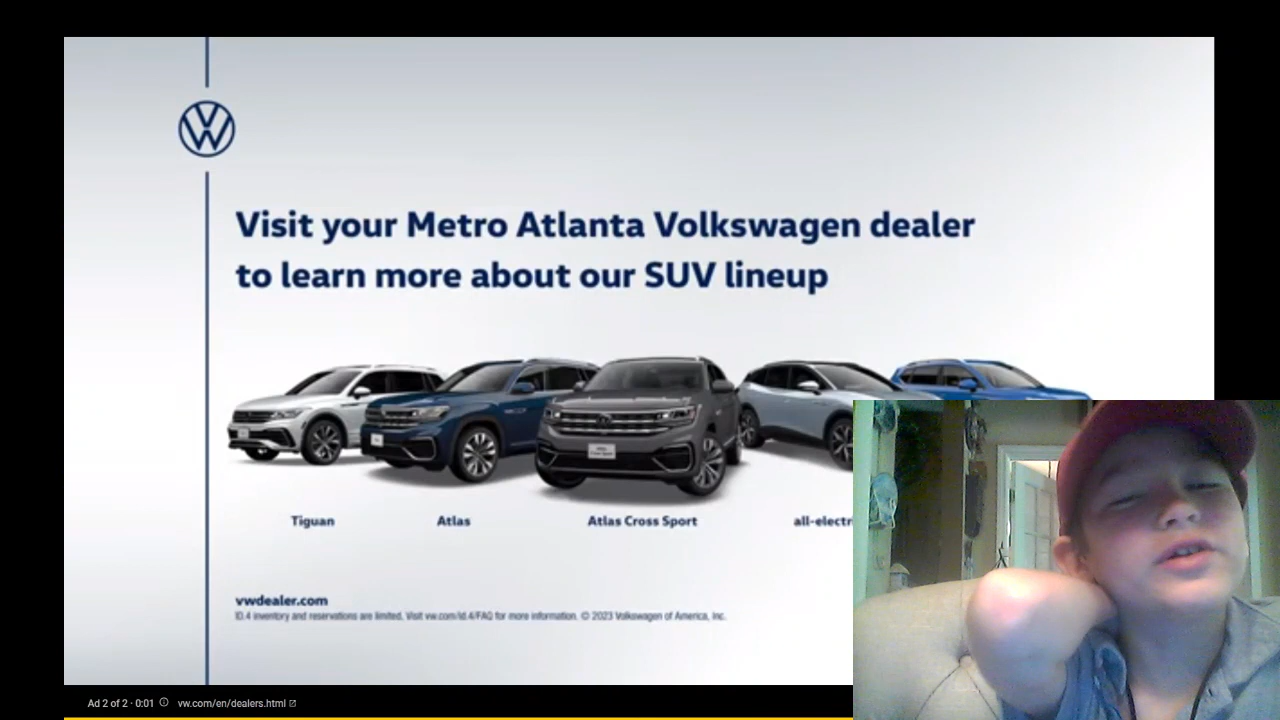 Visit your Metro Atlanta Volkswagen dealer
to learn more about our SUV lineup
Tiguan
Atlas
Atlas Cross Sport
vwdealer.com
ID.4 inventory and reservations are limited. Visit vw.com/id.4/FAQ for more information. © 2023 Volkswagen of America, Inc.
Ad 2 of 2 · 0:01
vw.com/en/dealers.html